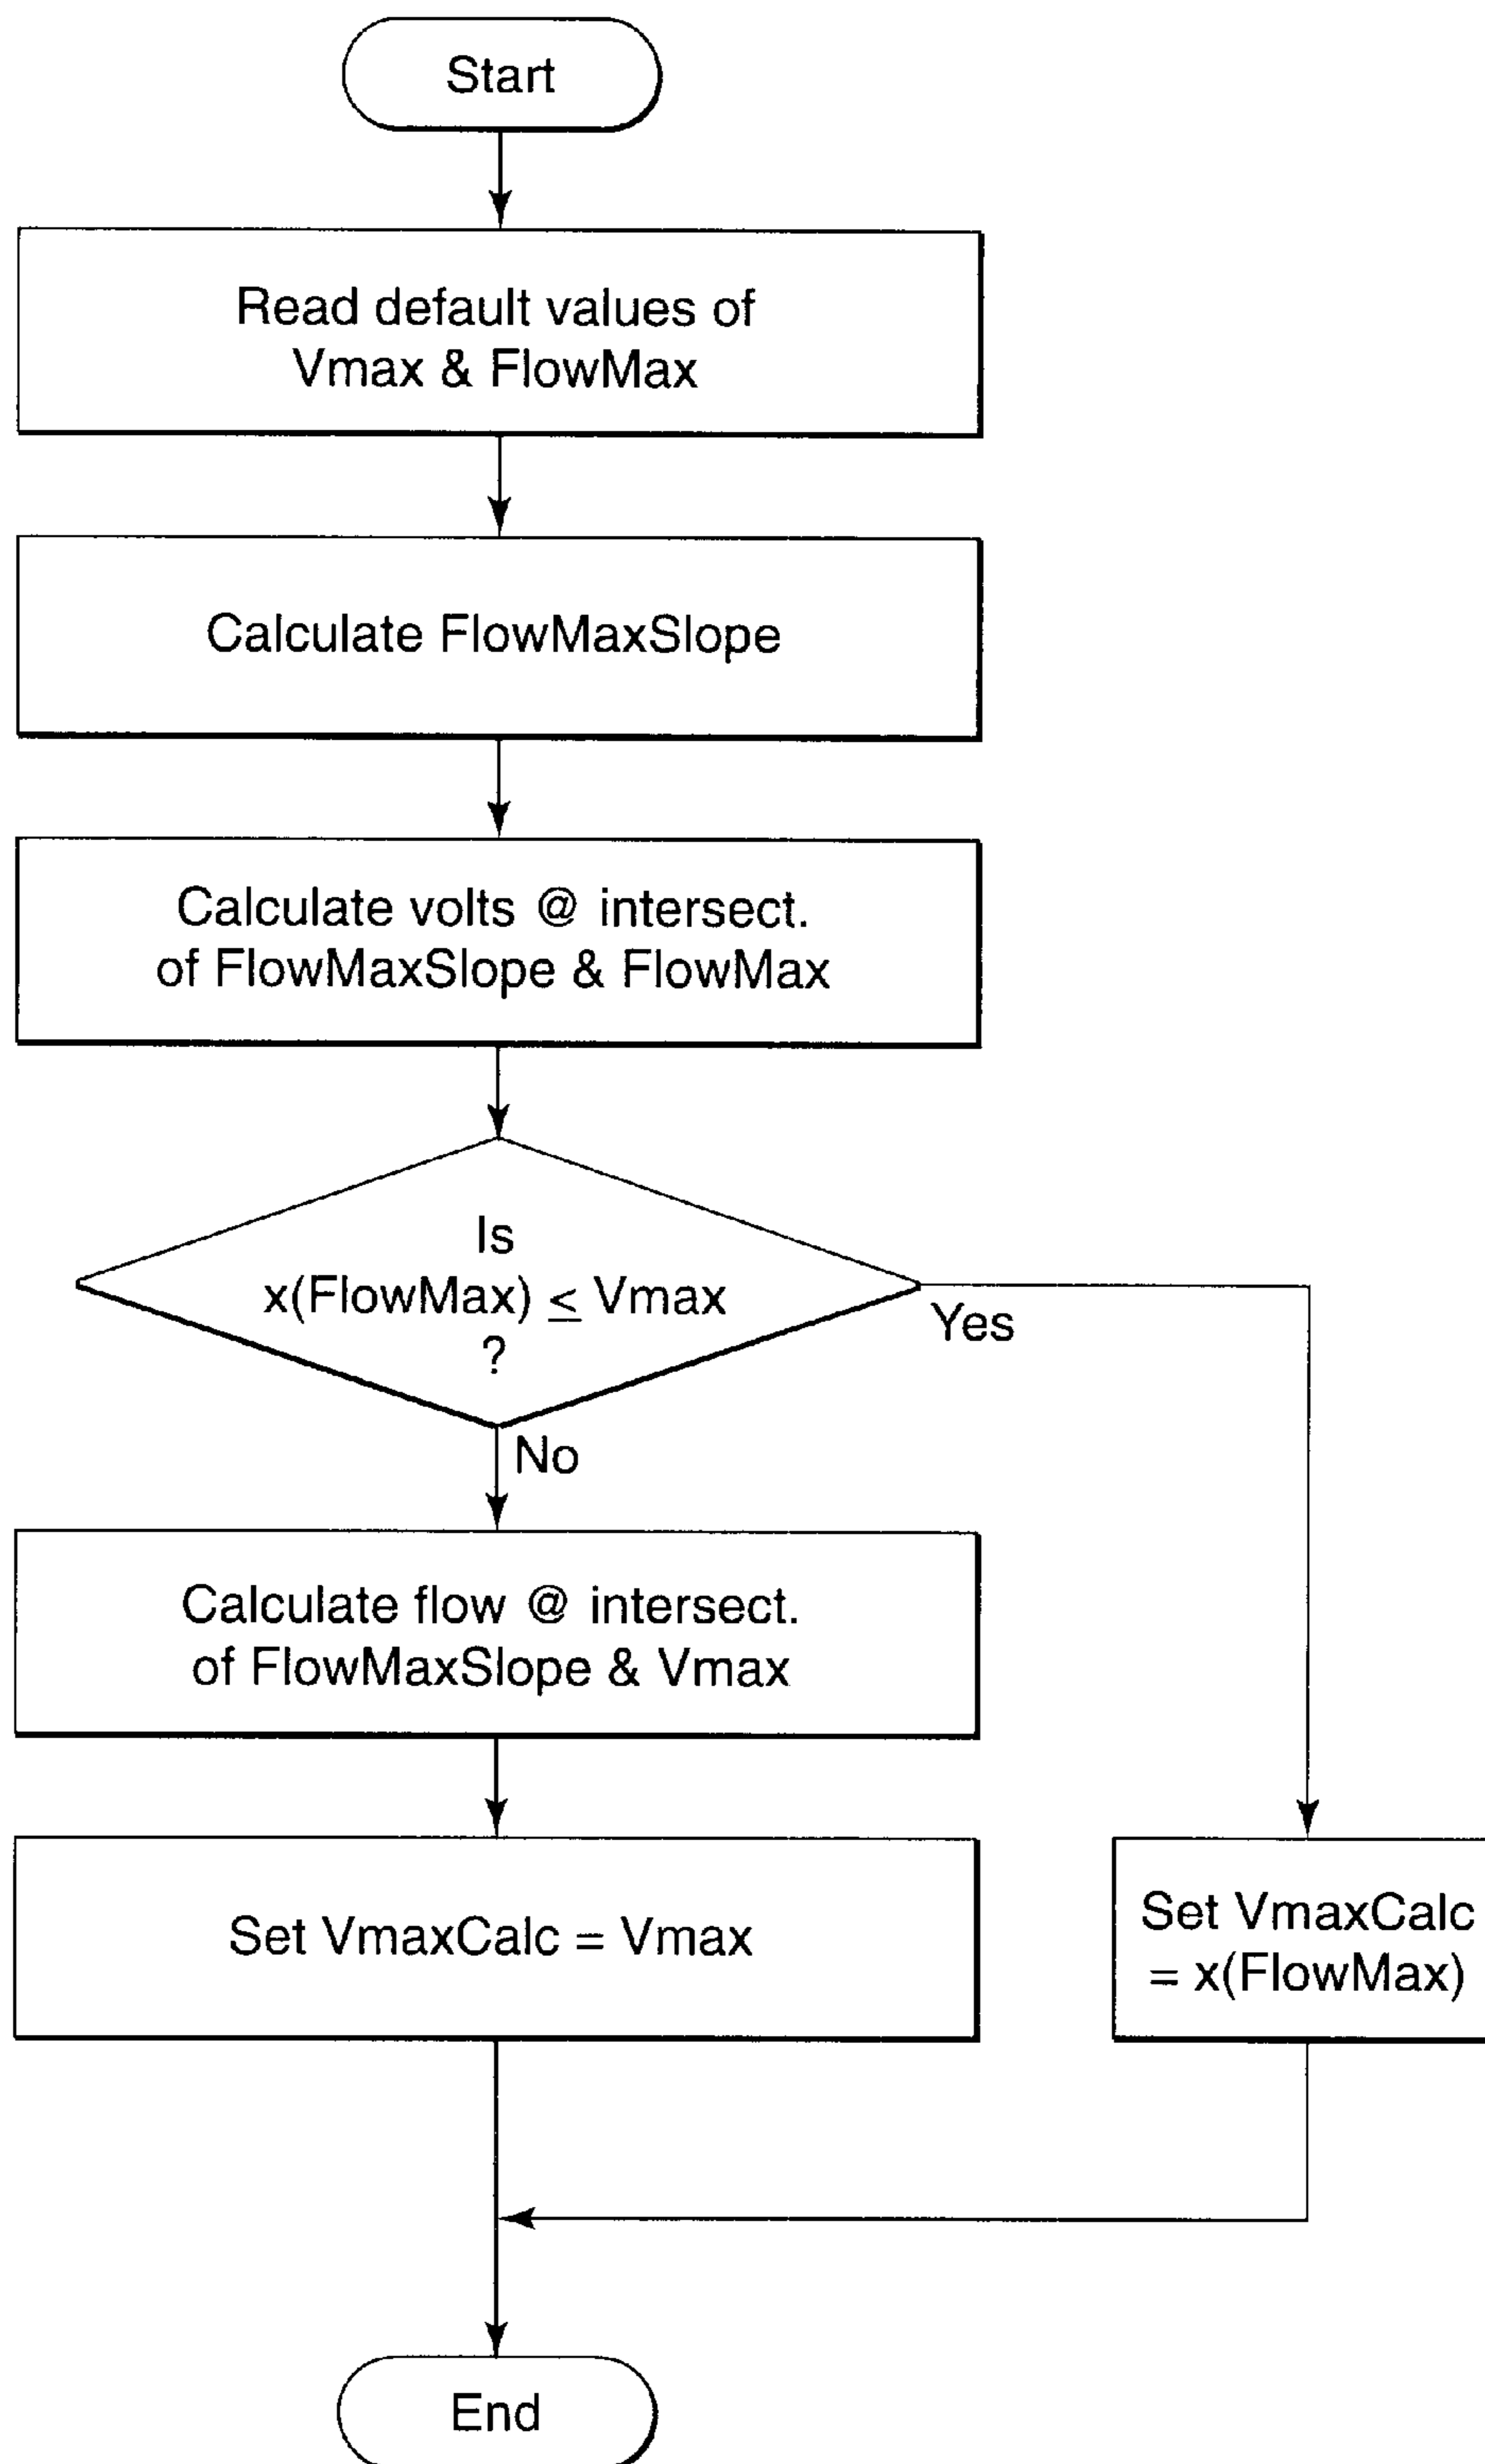 Start
Read default values of
Vmax & FlowMax
Calculate FlowMaxSlope
Calculate volts @ intersect.
of FlowMaxSlope & FlowMax
Is
x(FlowMax) ≤ Vmax
?
Yes
No
Calculate flow @ intersect.
of FlowMaxSlope & Vmax
Set VmaxCalc = Vmax
Set VmaxCalc
= x(FlowMax)
End